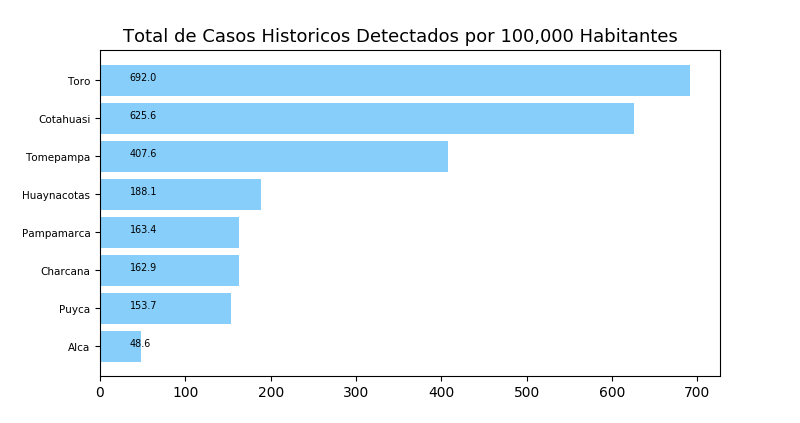 Total de Casos Historicos Detectados por 100,000 Habitantes
Toro 692.0
Cotahuasi 625.6
Tomepampa 407.6
Huaynacotas 188.1
Pampamarca 163.4
Charcana 162.9
Puyca 153.7
Alca 48.6
0 100 200 300 400 500 600 700